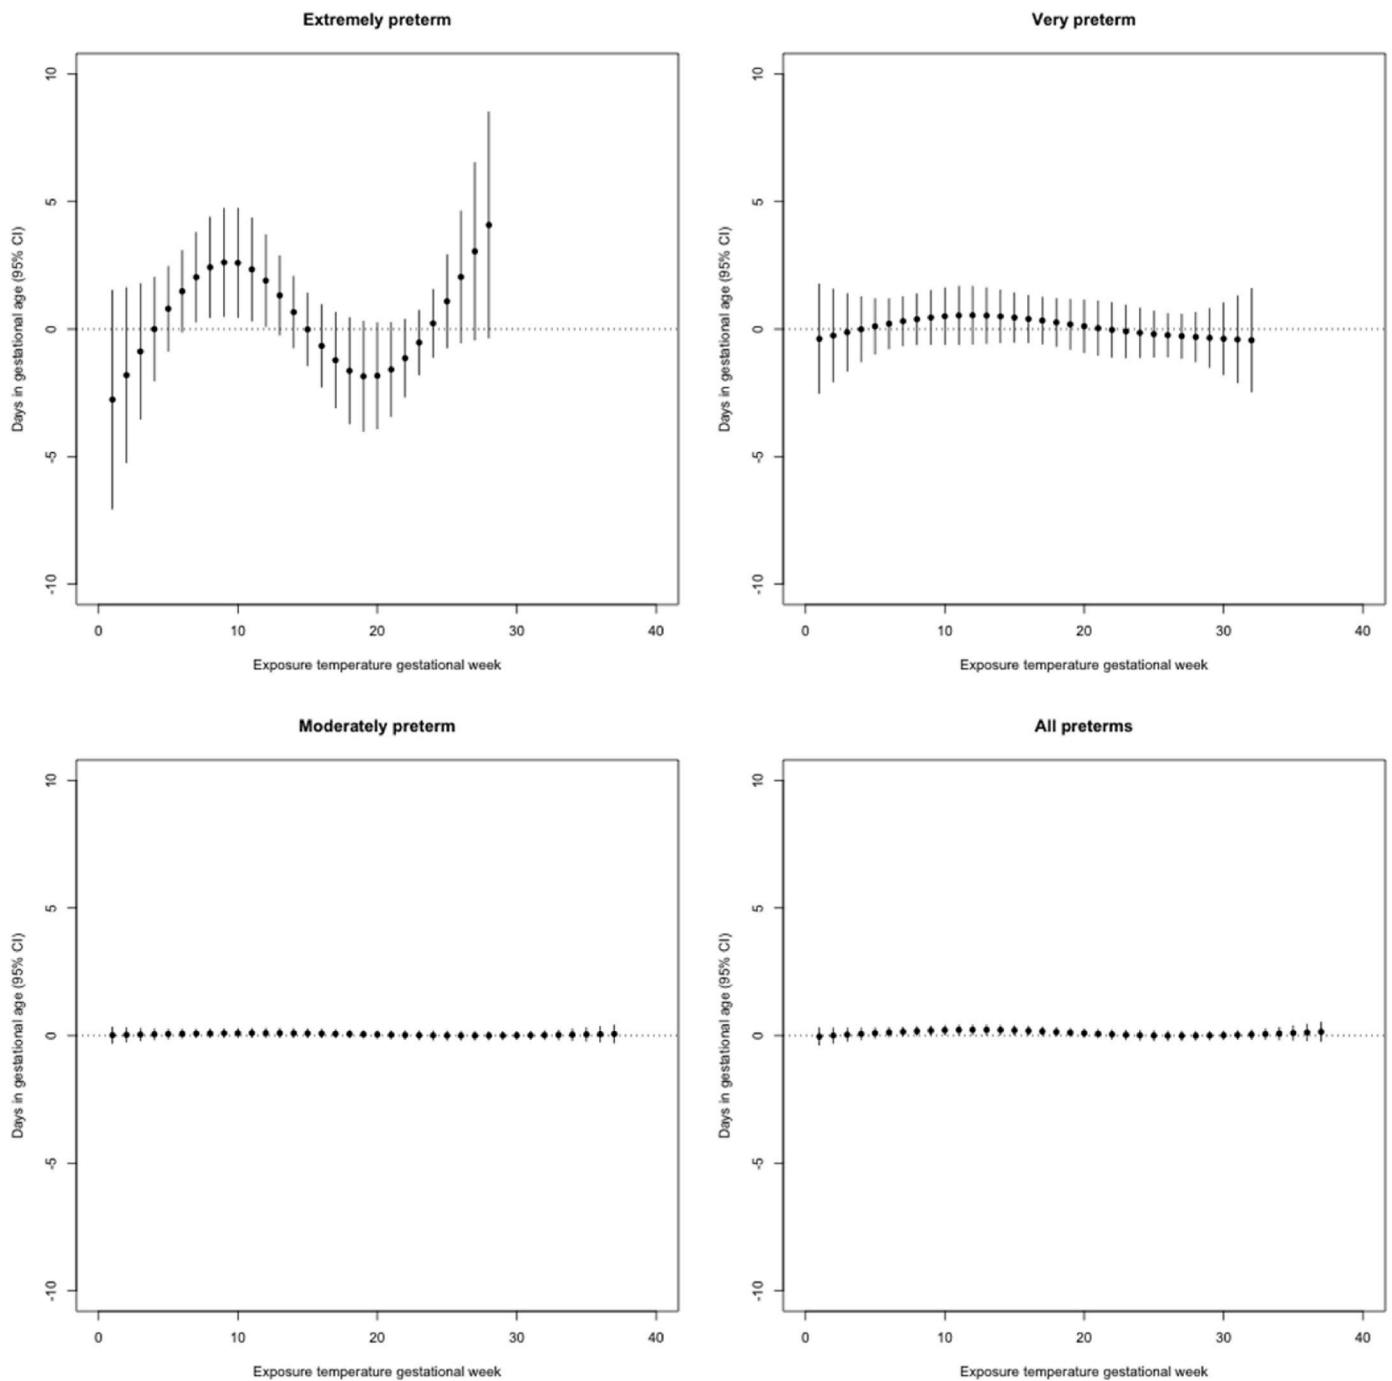 Extremely preterm
Days in gestational age (95% CI)
10
5
0
-5
-10
0 10 20 30 40
Exposure temperature gestational week
Very preterm
Days in gestational age (95% CI)
10
5
0
-5
-10
0 10 20 30 40
Exposure temperature gestational week
Moderately preterm
Days in gestational age (95% CI)
10
5
0
-5
-10
0 10 20 30 40
Exposure temperature gestational week
All preterms
Days in gestational age (95% CI)
10
5
0
-5
-10
0 10 20 30 40
Exposure temperature gestational week